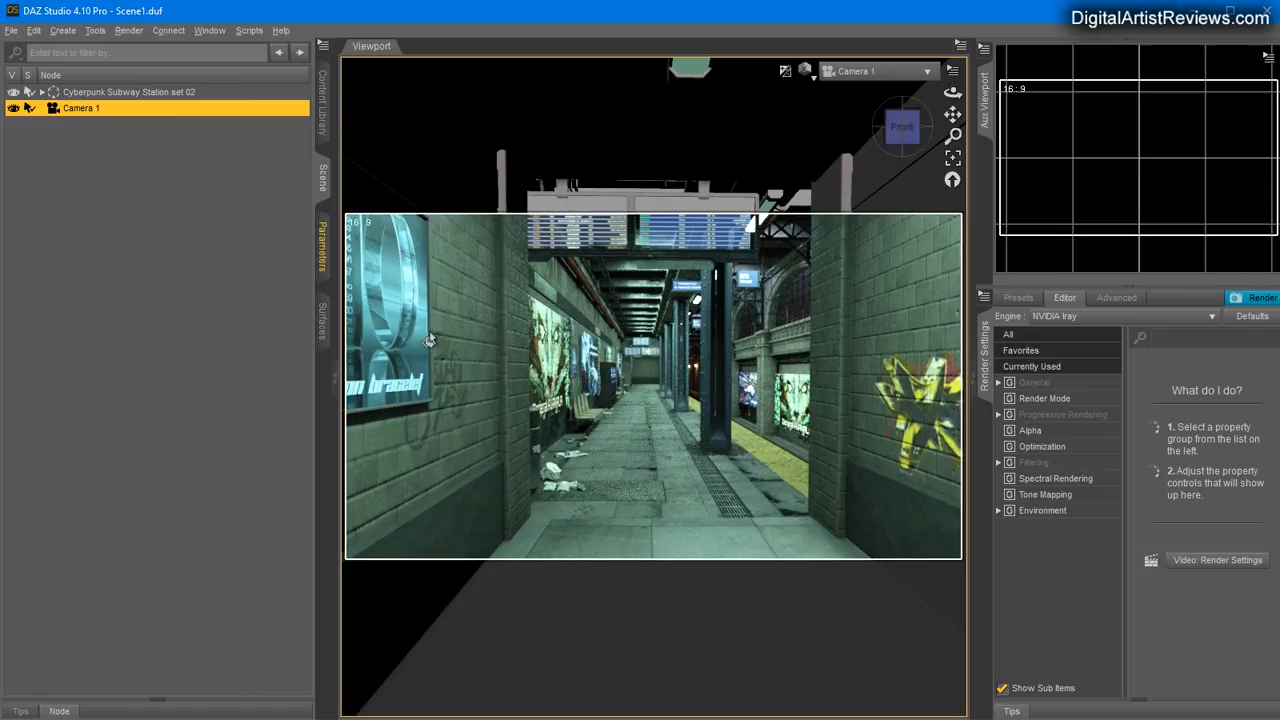 DAZ Studio 4.10 Pro - Scene1.duf
DigitalArtistReviews.com
File Edit Create Tools Render Connect Window Scripts Help
Enter text to filter by.
V S Node
Cyberpunk Subway Station set 02
Camera 1
Tips Node
Content Library
Scene
Parameters
Surfaces
Viewport
Camera 1
Front
16 : 9
bracelet
Aux Viewport
16 : 9
Render Settings
Presets Editor Advanced Render
Engine : NVIDIA Iray Defaults
All
Favorites
Currently Used
G General
G Render Mode
G Progressive Rendering
G Alpha
G Optimization
G Filtering
G Spectral Rendering
G Tone Mapping
G Environment
What do I do?
1. Select a property
group from the list on
the left.
2. Adjust the property
controls that will show
up here.
Video: Render Settings
Show Sub Items
Tips